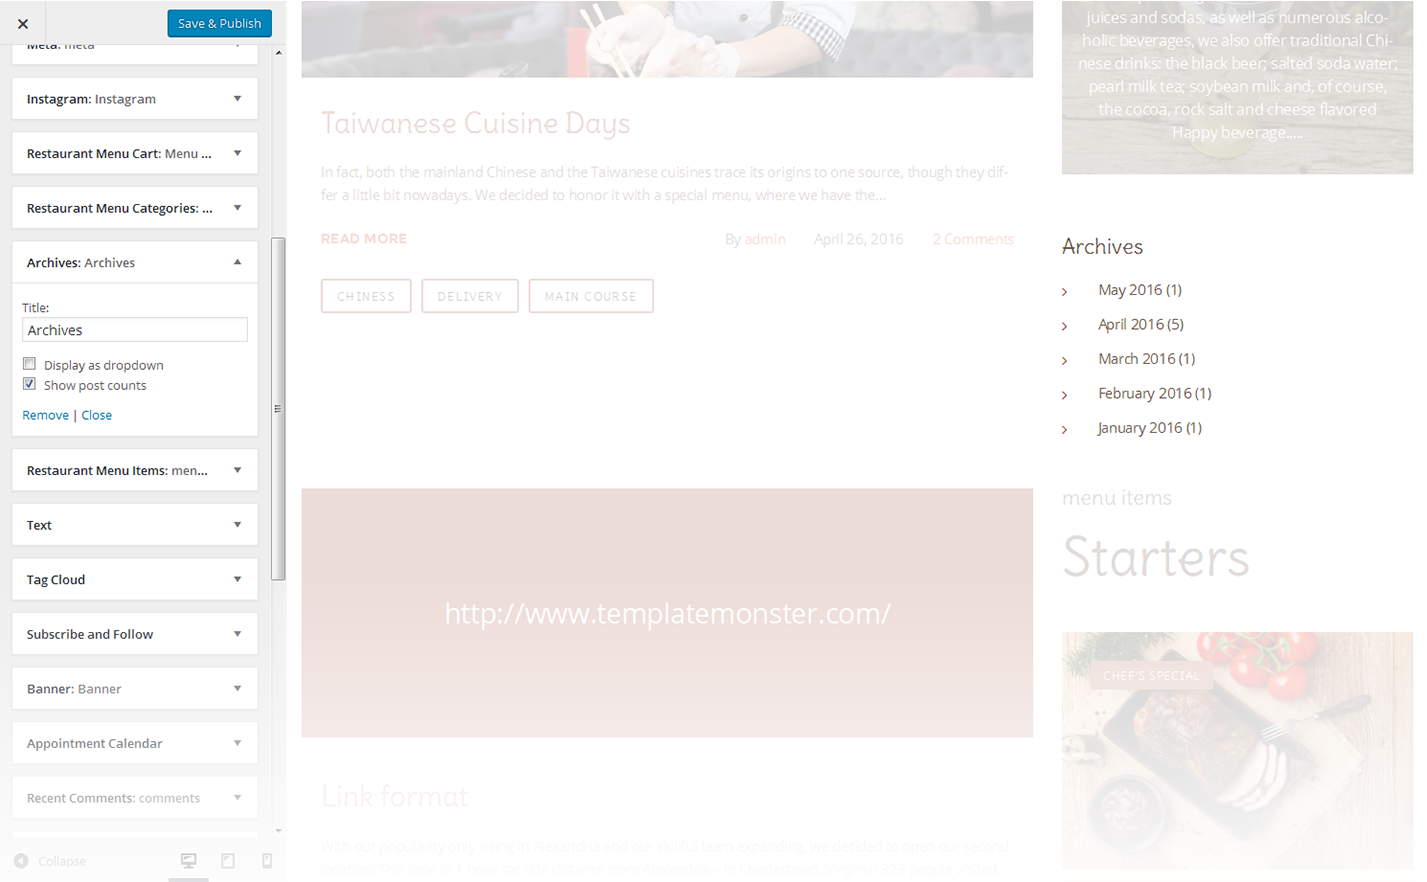 Save & Publish
Meta: meta
Instagram: Instagram
Restaurant Menu Cart: Menu ...
Restaurant Menu Categories: ...
Archives: Archives
Title:
Archives
Display as dropdown
Show post counts
Remove | Close
Restaurant Menu Items: men...
Text
Tag Cloud
Subscribe and Follow
Banner: Banner
Appointment Calendar
Recent Comments: comments
Collapse
Taiwanese Cuisine Days
In fact, both the mainland Chinese and the Taiwanese cuisines trace its origins to one source, though they dif-
fer a little bit nowadays. We decided to honor it with a special menu, where we have the...
READ MORE
By admin April 26, 2016 2 Comments
CHINESS DELIVERY MAIN COURSE
http://www.templatemonster.com/
Link format
With our popularity only rising in Alexandria and our skillful team expanding, we decided to open our second
juices and sodas, as well as numerous alco-
holic beverages, we also offer traditional Chi-
nese drinks: the black beer; salted soda water;
pearl milk tea; soybean milk and, of course,
the cocoa, rock salt and cheese flavored
Happy beverage.....
Archives
May 2016 (1)
April 2016 (5)
March 2016 (1)
February 2016 (1)
January 2016 (1)
menu items
Starters
CHEF'S SPECIAL